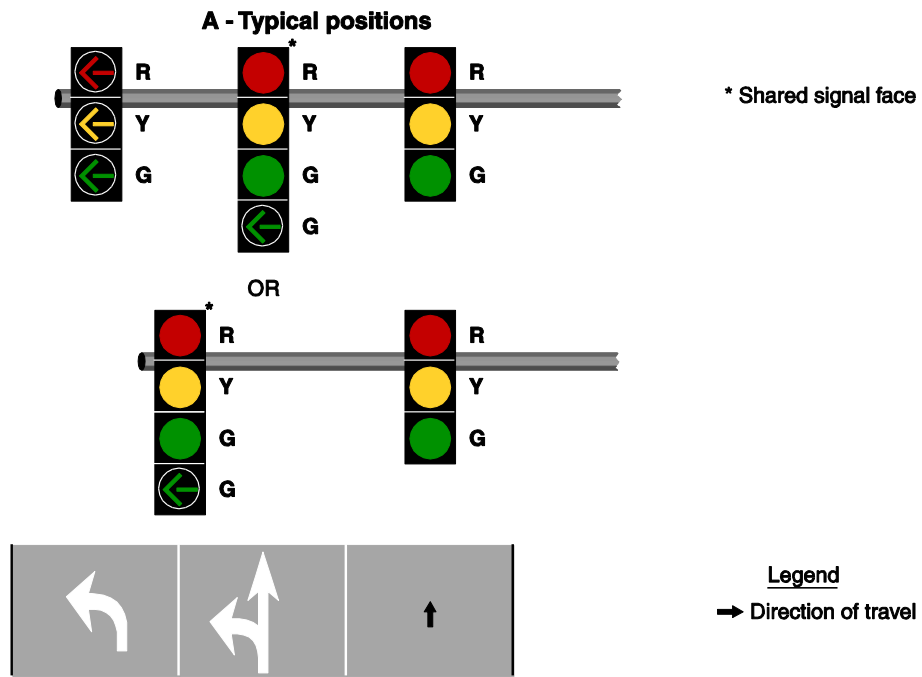 A - Typical positions
*
R R R
* Shared signal face
Y Y Y
G G G
G
OR
*
R R
Y Y
G G
G
Legend
Direction of travel